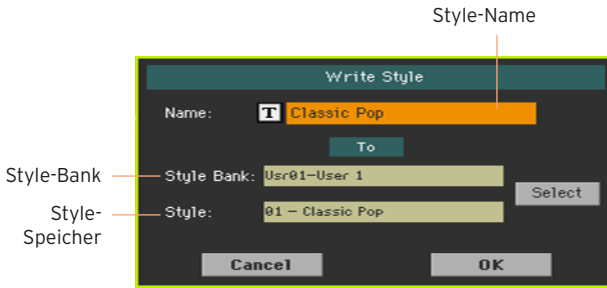 Style-Name
Write Style
Name: T Classic Pop
To
Style-Bank
Style Bank: Usr01-User 1
Select
Style-
Speicher
Style: 01 - Classic Pop
Cancel OK